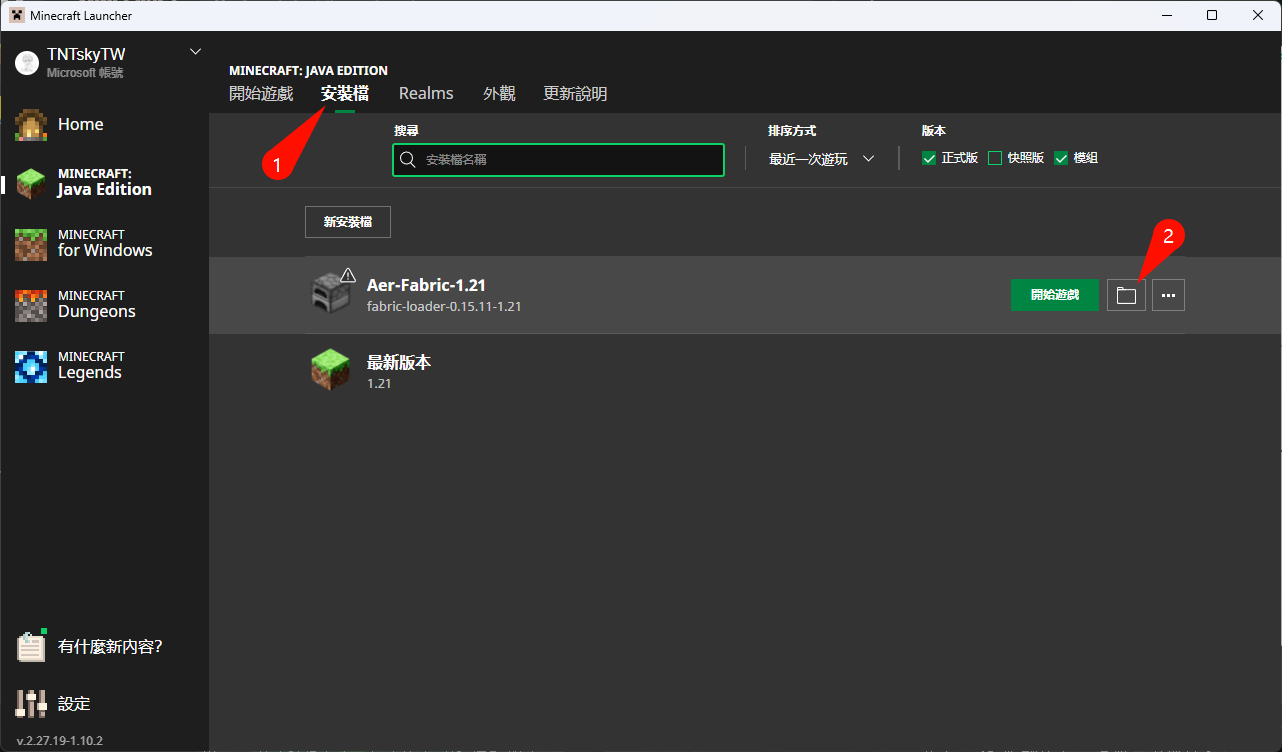 Minecraft Launcher
TNTskyTW
Microsoft 帳號
Home
MINECRAFT:
Java Edition
MINECRAFT
for Windows
MINECRAFT
Dungeons
MINECRAFT
Legends
有什麼新內容?
設定
v.2.27.19-1.10.2
MINECRAFT: JAVA EDITION
開始遊戲 安裝檔 Realms 外觀 更新說明
1
搜尋 排序方式 版本
安裝檔名稱 最近一次遊玩 正式版 快照版 模組
新安裝檔
2
Aer-Fabric-1.21
fabric-loader-0.15.11-1.21
開始遊戲
最新版本
1.21